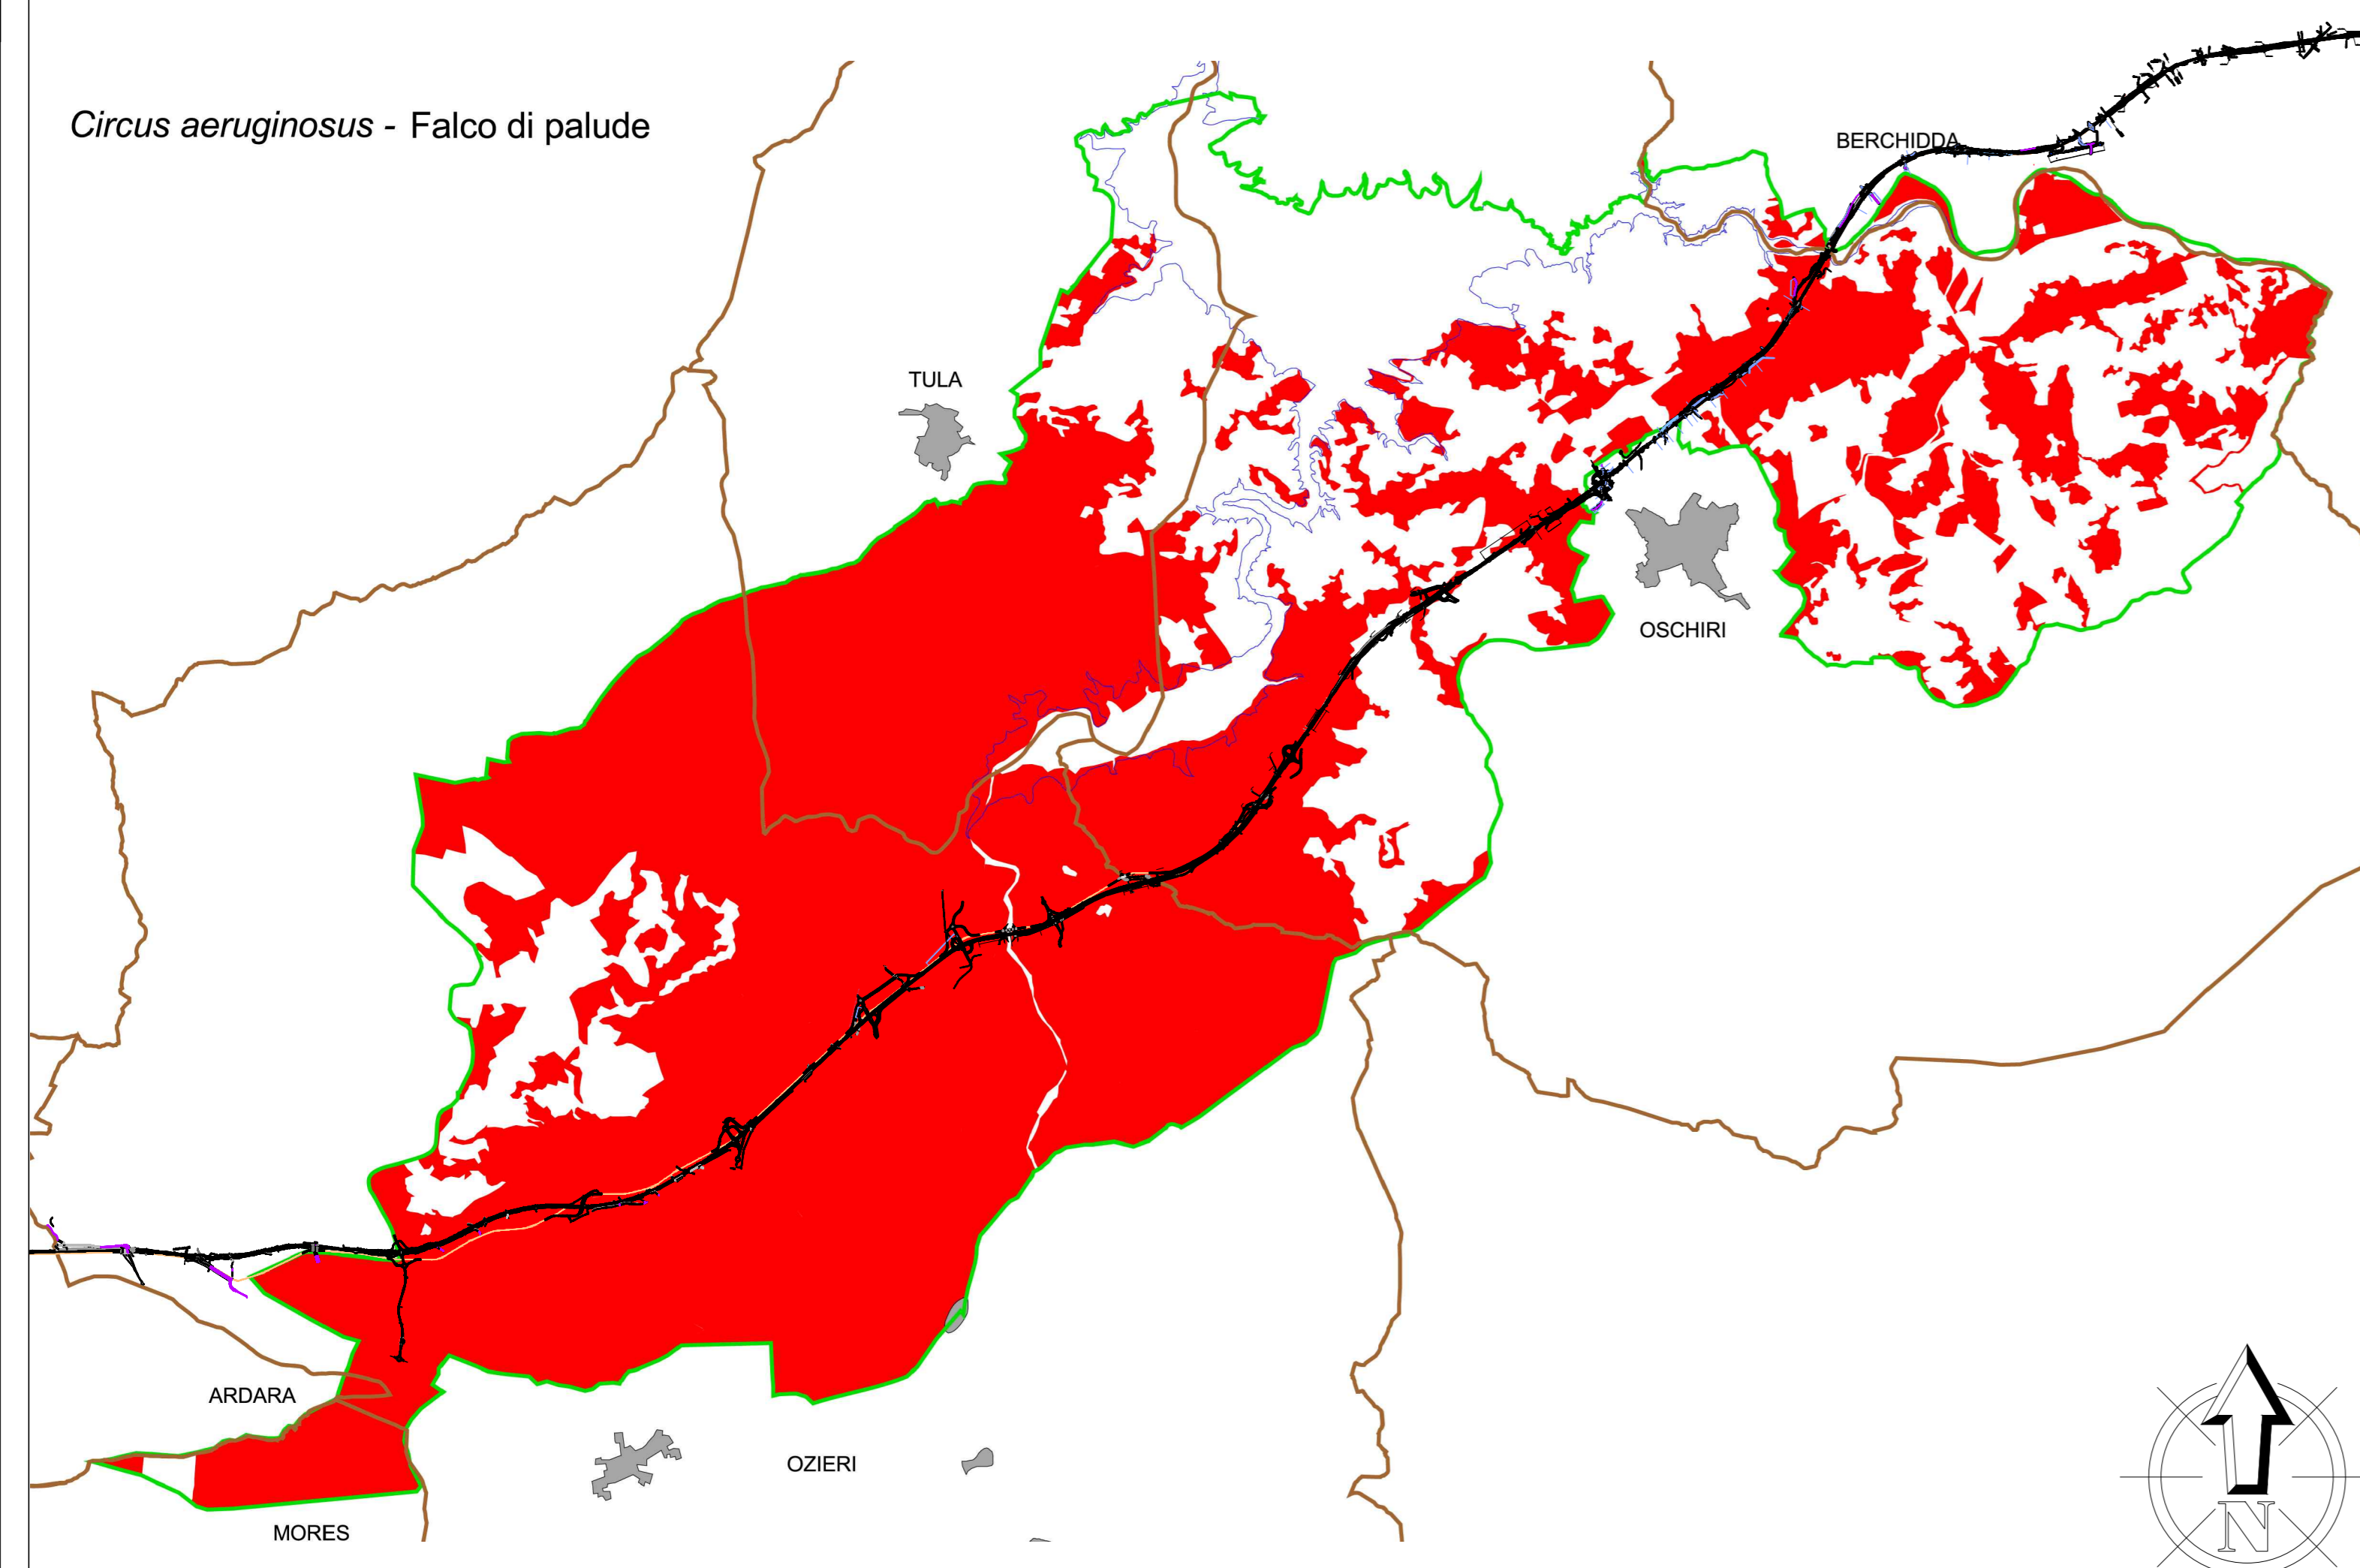 Circus aeruginosus - Falco di palude
BERCHIDDA
TULA
OSCHIRI
ARDARA
OZIERI
MORES
N